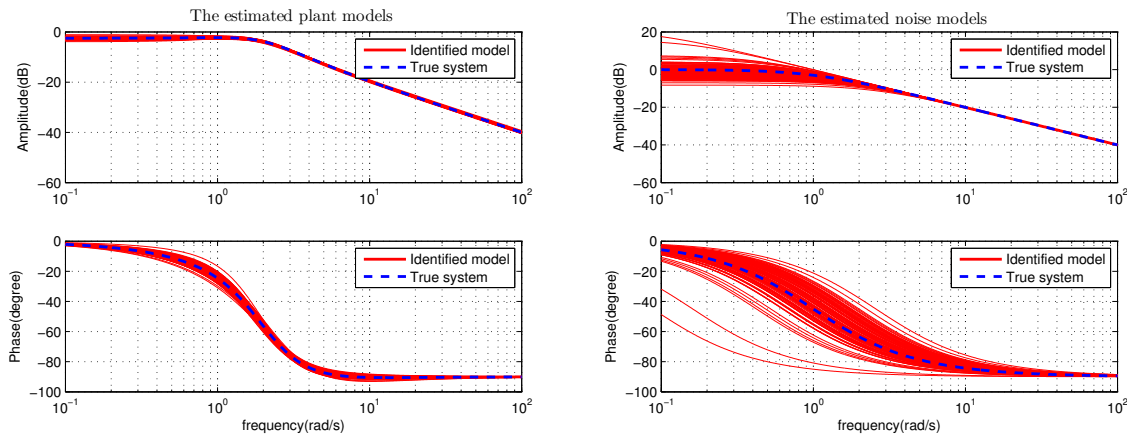 The estimated plant models
0
−20
−40
−60
Amplitude(dB)
Identified model
True system
10^-1
10^0
10^1
10^2
0
−20
−40
−60
−80
−100
Phase(degree)
Identified model
True system
10^-1
10^0
10^1
10^2
frequency(rad/s)
The estimated noise models
20
0
−20
−40
−60
Amplitude(dB)
Identified model
True system
10^-1
10^0
10^1
10^2
0
−20
−40
−60
−80
−100
Phase(degree)
Identified model
True system
10^-1
10^0
10^1
10^2
frequency(rad/s)